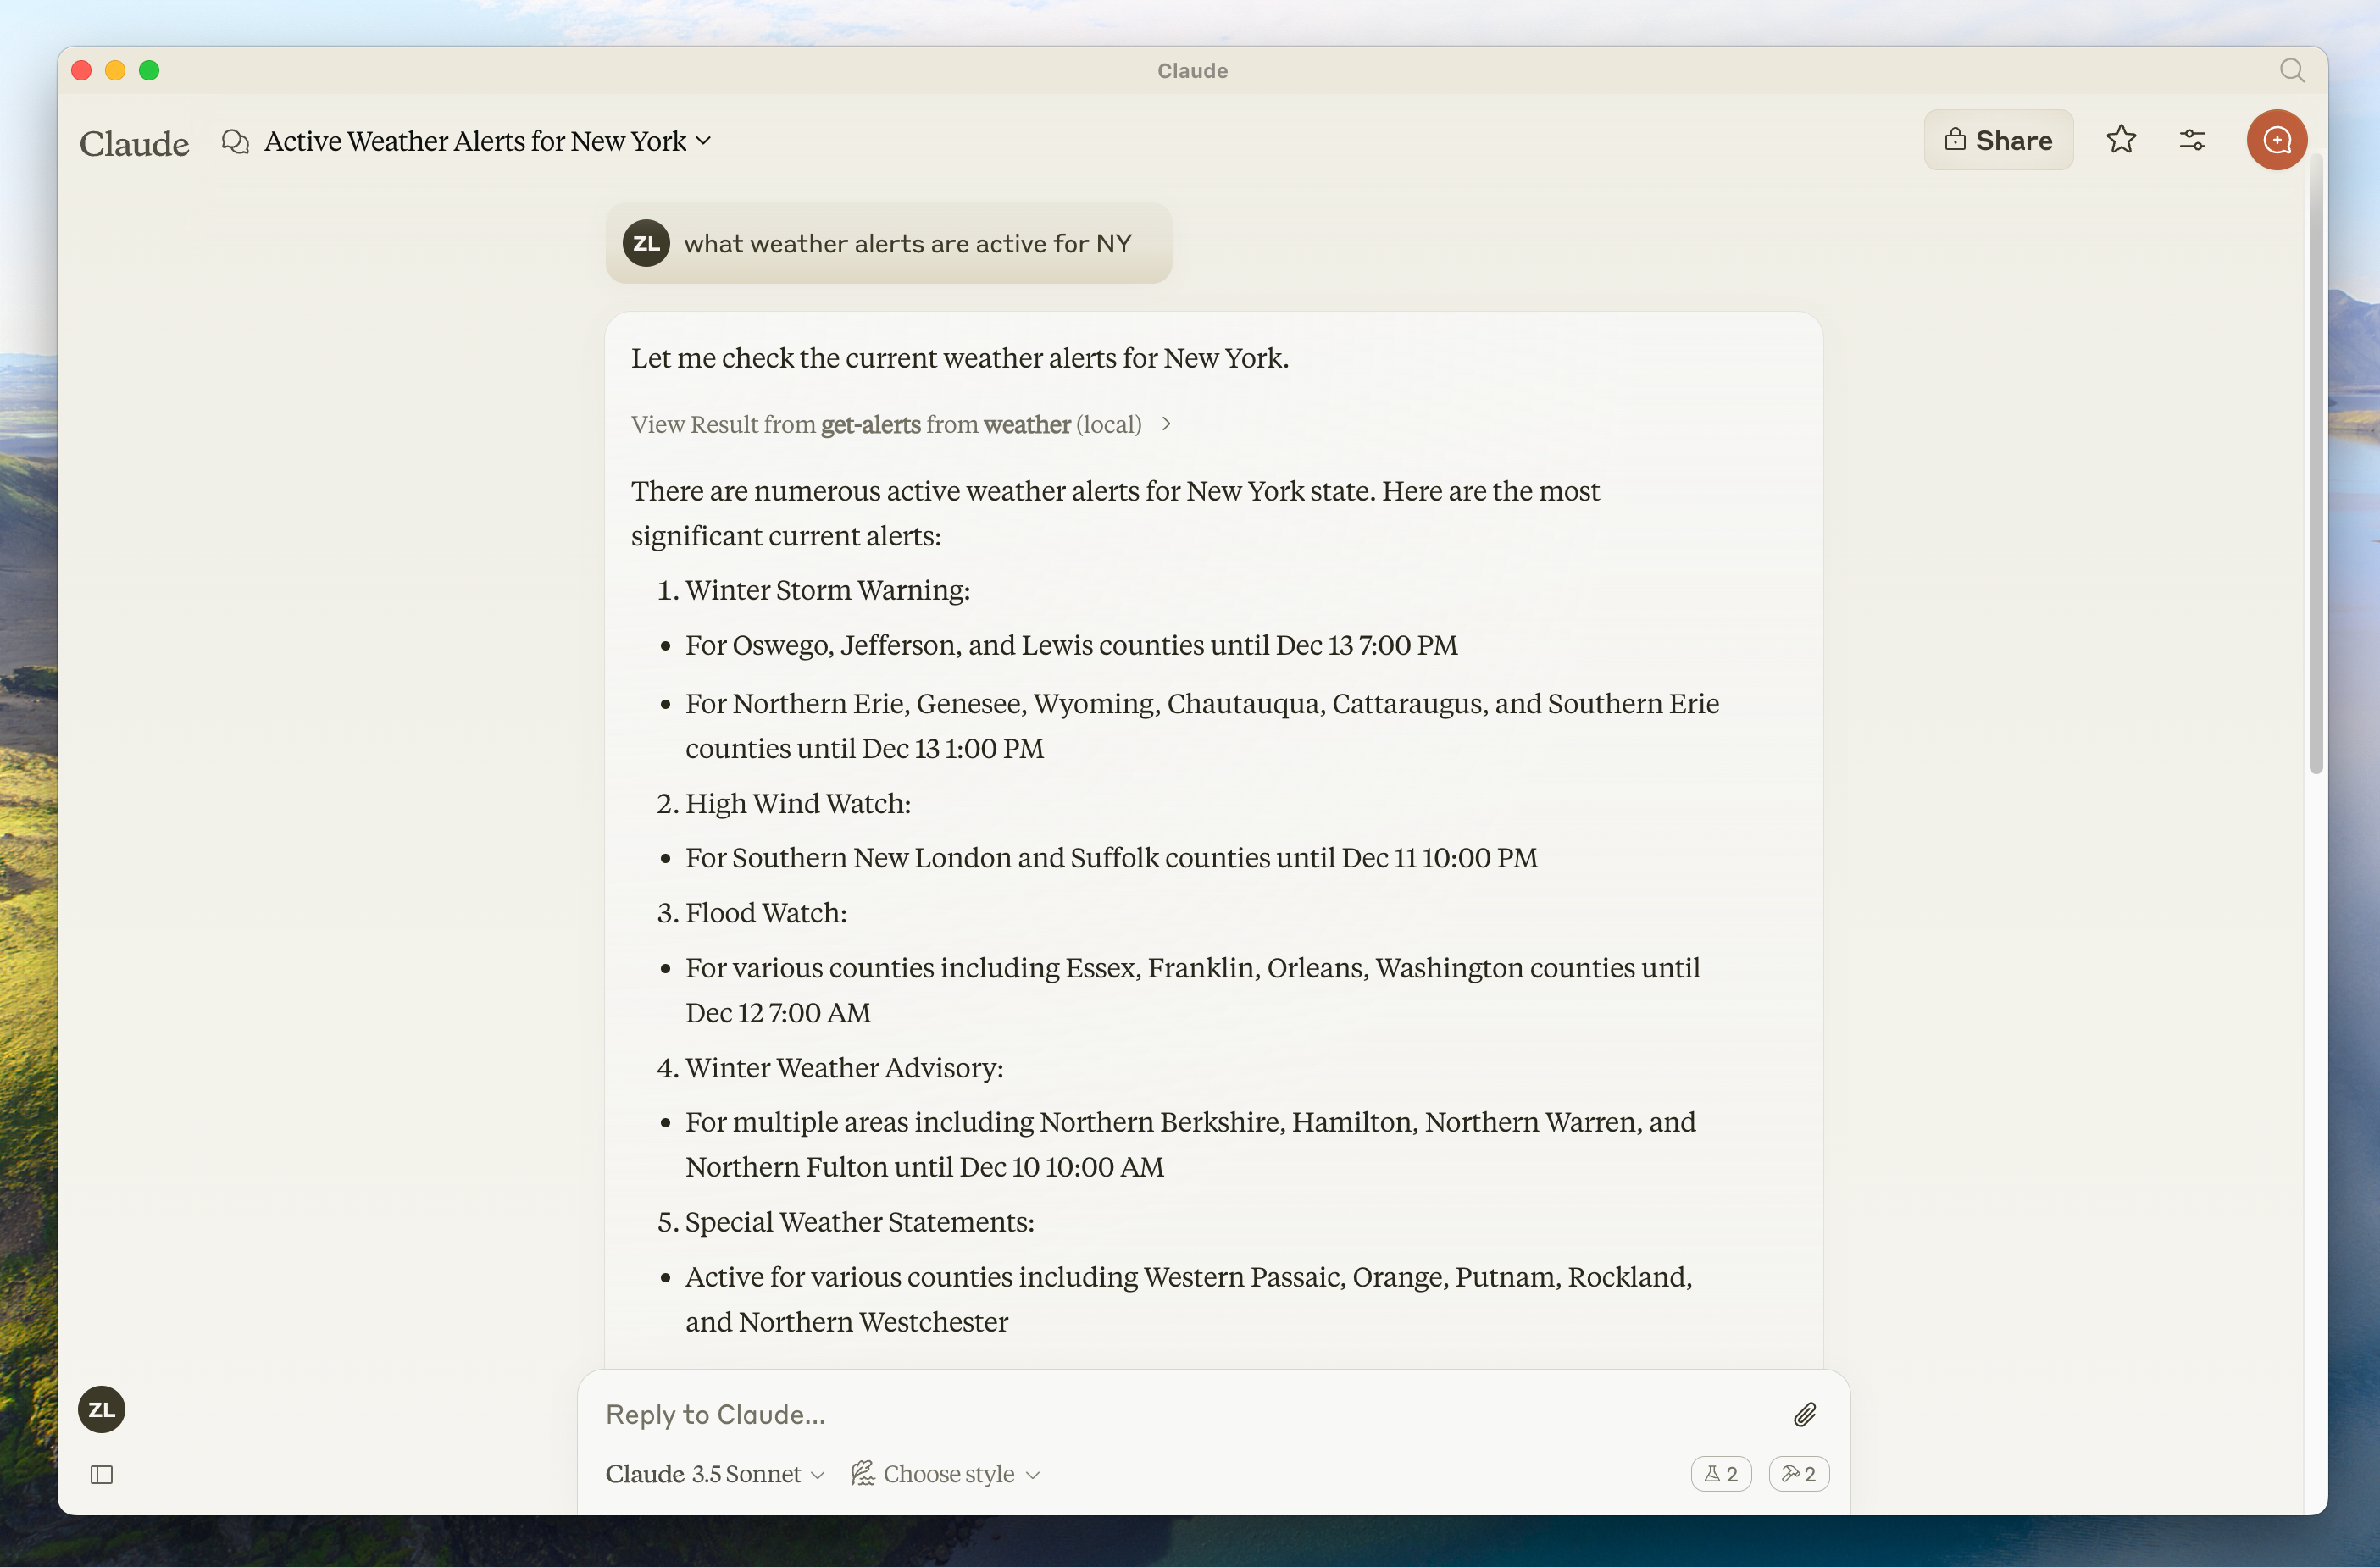 Claude
Claude
Active Weather Alerts for New York
Share
ZL
what weather alerts are active for NY
Let me check the current weather alerts for New York.
View Result from get-alerts from weather (local)
There are numerous active weather alerts for New York state. Here are the most
significant current alerts:
1. Winter Storm Warning:
• For Oswego, Jefferson, and Lewis counties until Dec 13 7:00 PM
• For Northern Erie, Genesee, Wyoming, Chautauqua, Cattaraugus, and Southern Erie
counties until Dec 13 1:00 PM
2. High Wind Watch:
• For Southern New London and Suffolk counties until Dec 11 10:00 PM
3. Flood Watch:
• For various counties including Essex, Franklin, Orleans, Washington counties until
Dec 12 7:00 AM
4. Winter Weather Advisory:
• For multiple areas including Northern Berkshire, Hamilton, Northern Warren, and
Northern Fulton until Dec 10 10:00 AM
5. Special Weather Statements:
• Active for various counties including Western Passaic, Orange, Putnam, Rockland,
and Northern Westchester
ZL
Reply to Claude...
Claude 3.5 Sonnet
Choose style
2
2